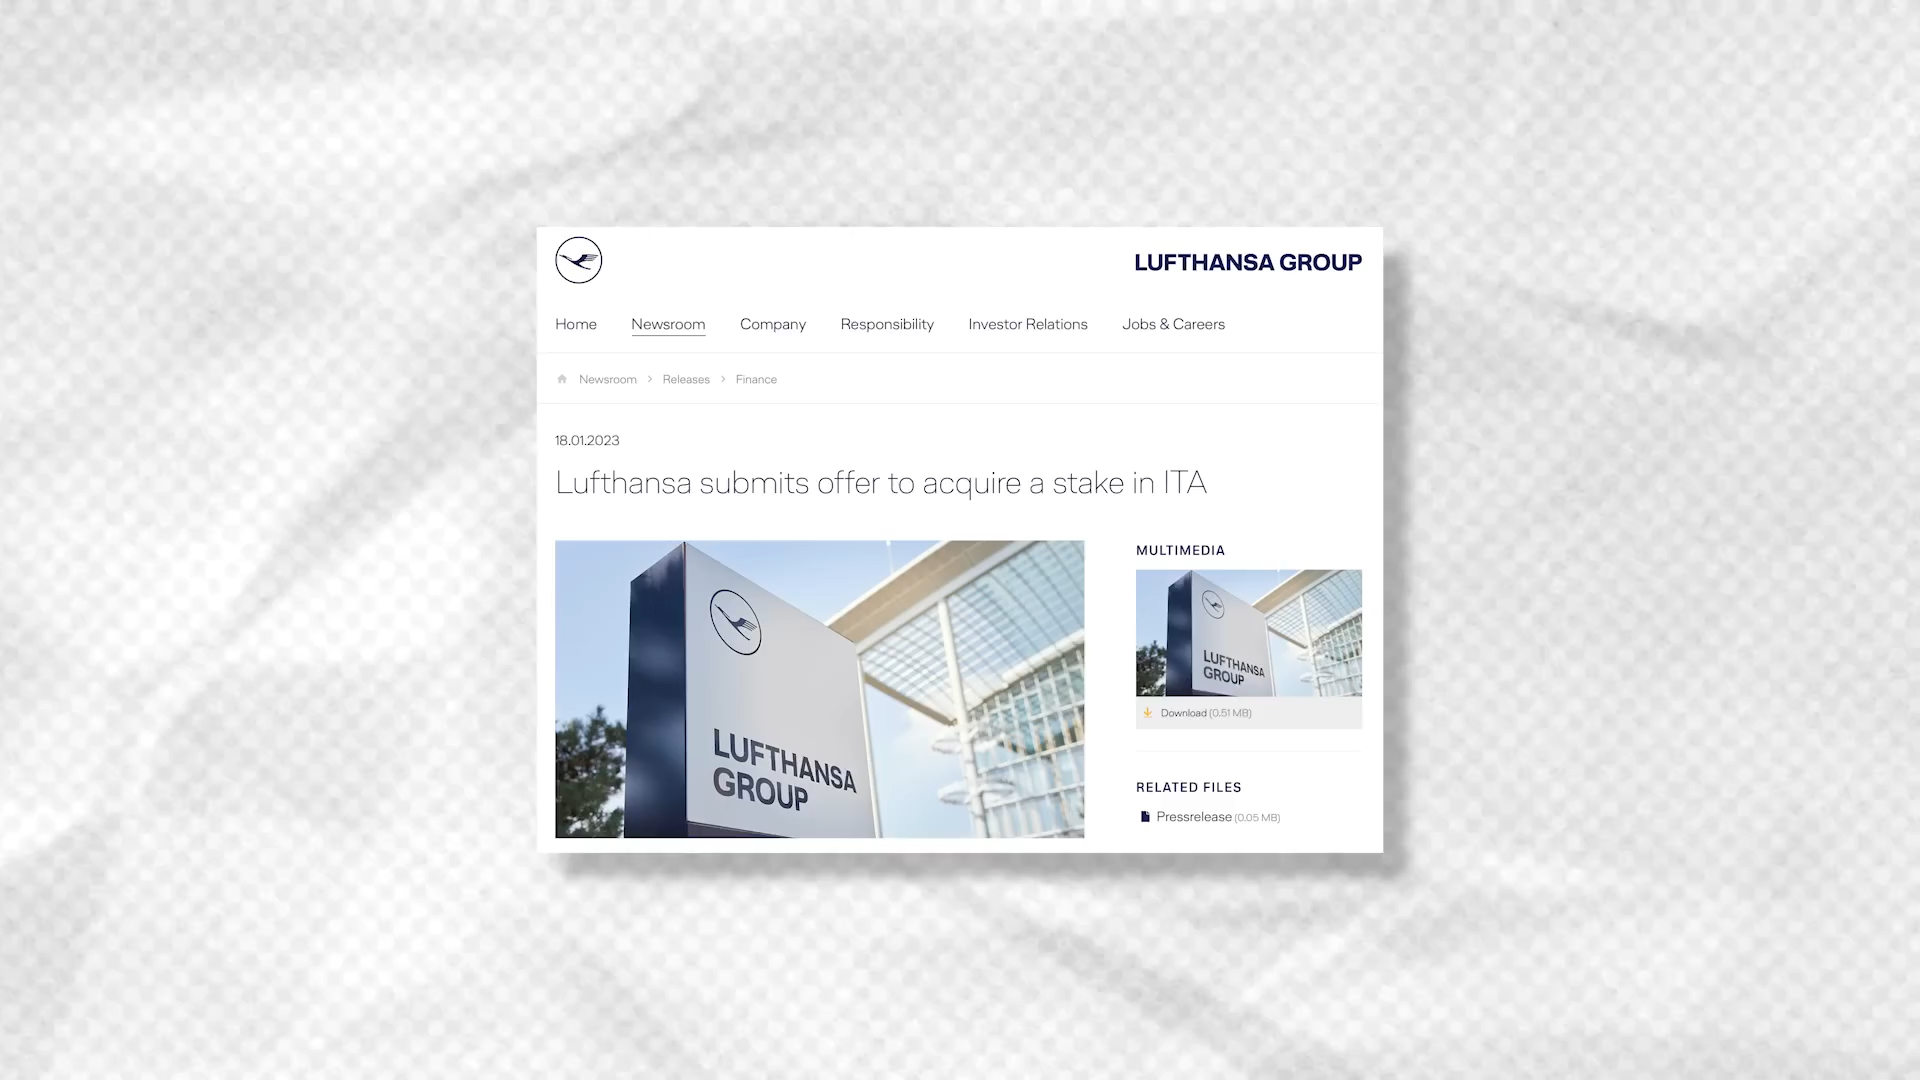 LUFTHANSA GROUP
Home Newsroom Company Responsibility Investor Relations Jobs & Careers
Newsroom > Releases > Finance
18.01.2023
Lufthansa submits offer to acquire a stake in ITA
LUFTHANSA
GROUP
MULTIMEDIA
LUFTHANSA
GROUP
Download (0.51 MB)
RELATED FILES
Pressrelease (0.05 MB)